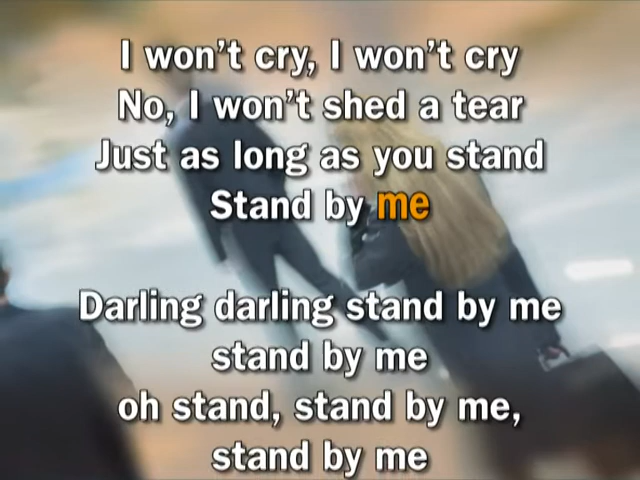 I won't cry, I won't cry
No, I won't shed a tear
Just as long as you stand
Stand by me
Darling darling stand by me
stand by me
oh stand, stand by me,
stand by me